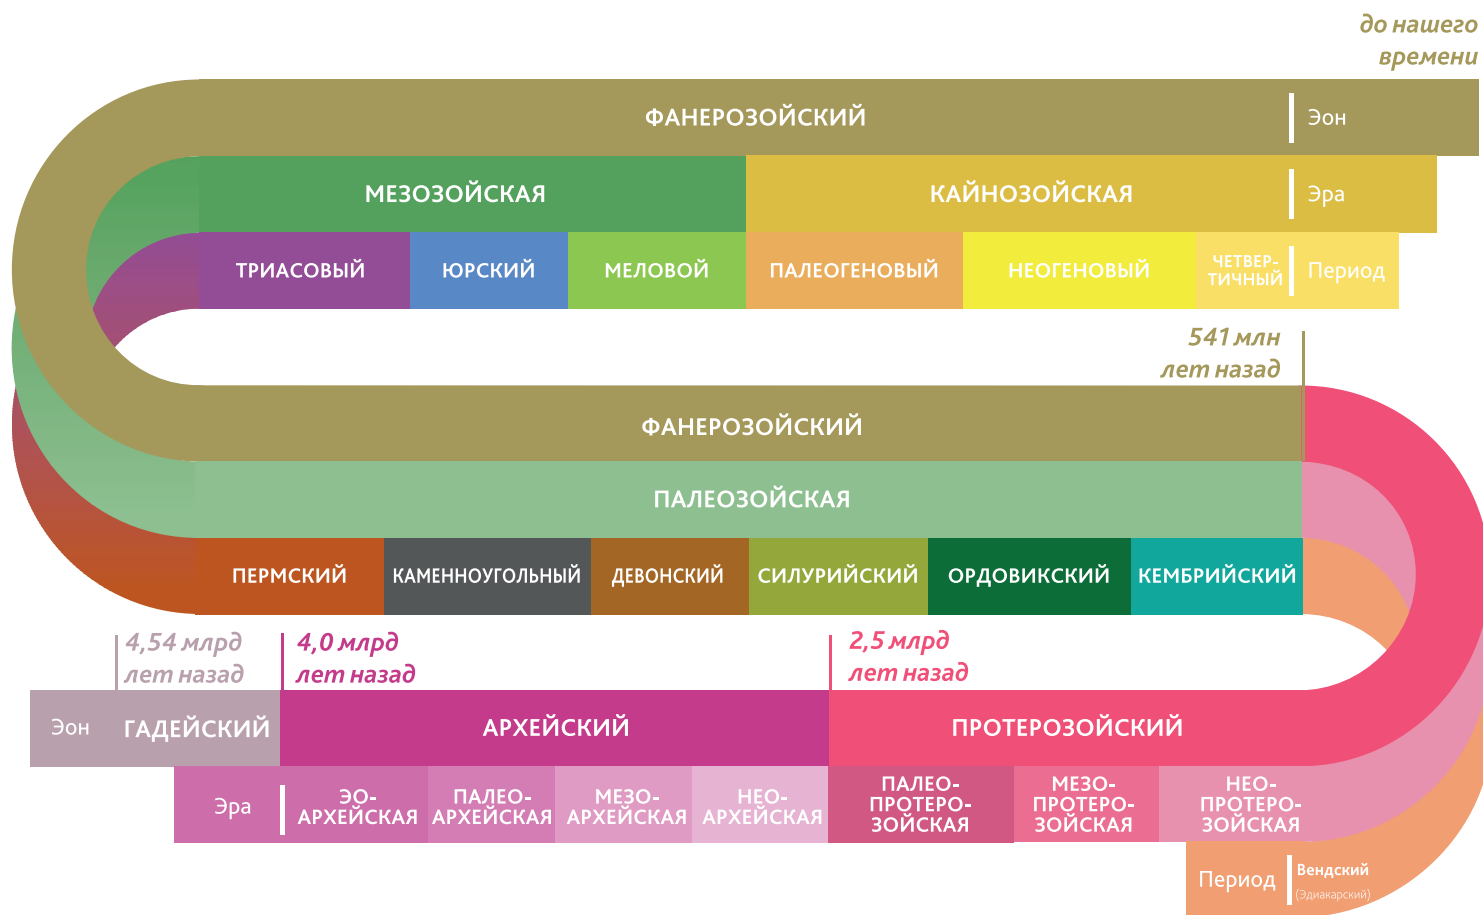 до нашего
времени
ФАНЕРОЗОЙСКИЙ
Эон
МЕЗОЗОЙСКАЯ
КАЙНОЗОЙСКАЯ
Эра
ТРИАСОВЫЙ
ЮРСКИЙ
МЕЛОВОЙ
ПАЛЕОГЕНОВЫЙ
НЕОГЕНОВЫЙ
ЧЕТВЕР-
ТИЧНЫЙ
Период
541 млн
лет назад
ФАНЕРОЗОЙСКИЙ
ПАЛЕОЗОЙСКАЯ
ПЕРМСКИЙ
КАМЕННОУГОЛЬНЫЙ
ДЕВОНСКИЙ
СИЛУРИЙСКИЙ
ОРДОВИКСКИЙ
КЕМБРИЙСКИЙ
4,54 млрд
лет назад
4,0 млрд
лет назад
2,5 млрд
лет назад
Эон
ГАДЕЙСКИЙ
АРХЕЙСКИЙ
ПРОТЕРОЗОЙСКИЙ
Эра
ЭО-
АРХЕЙСКАЯ
ПАЛЕО-
АРХЕЙСКАЯ
МЕЗО-
АРХЕЙСКАЯ
НЕО-
АРХЕЙСКАЯ
ПАЛЕО-
ПРОТЕРО-
ЗОЙСКАЯ
МЕЗО-
ПРОТЕРО-
ЗОЙСКАЯ
НЕО-
ПРОТЕРО-
ЗОЙСКАЯ
Период
Вендский
(Эдиакарский)